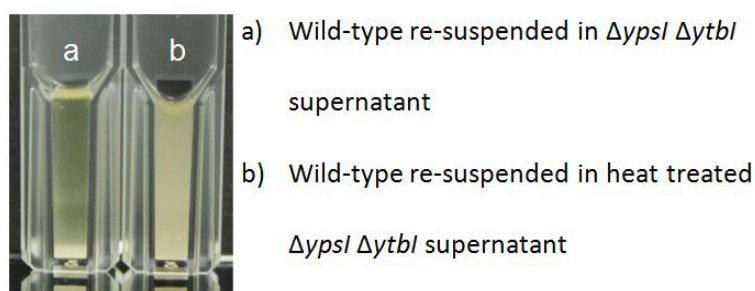 a b
a) Wild-type re-suspended in ΔypsI ΔytbI
supernatant
b) Wild-type re-suspended in heat treated
ΔypsI ΔytbI supernatant